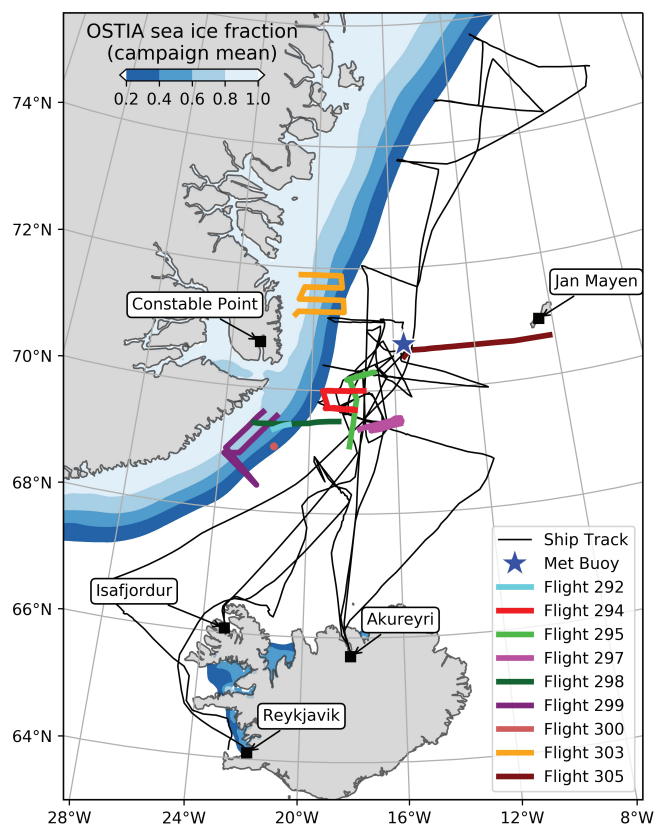 OSTIA sea ice fraction
(campaign mean)
0.2 0.4 0.6 0.8 1.0
74°N
72°N
70°N
68°N
66°N
64°N
Constable Point
Jan Mayen
Isafjordur
Akureyri
Reykjavik
Ship Track
Met Buoy
Flight 292
Flight 294
Flight 295
Flight 297
Flight 298
Flight 299
Flight 300
Flight 303
Flight 305
28°W 24°W 20°W 16°W 12°W 8°W